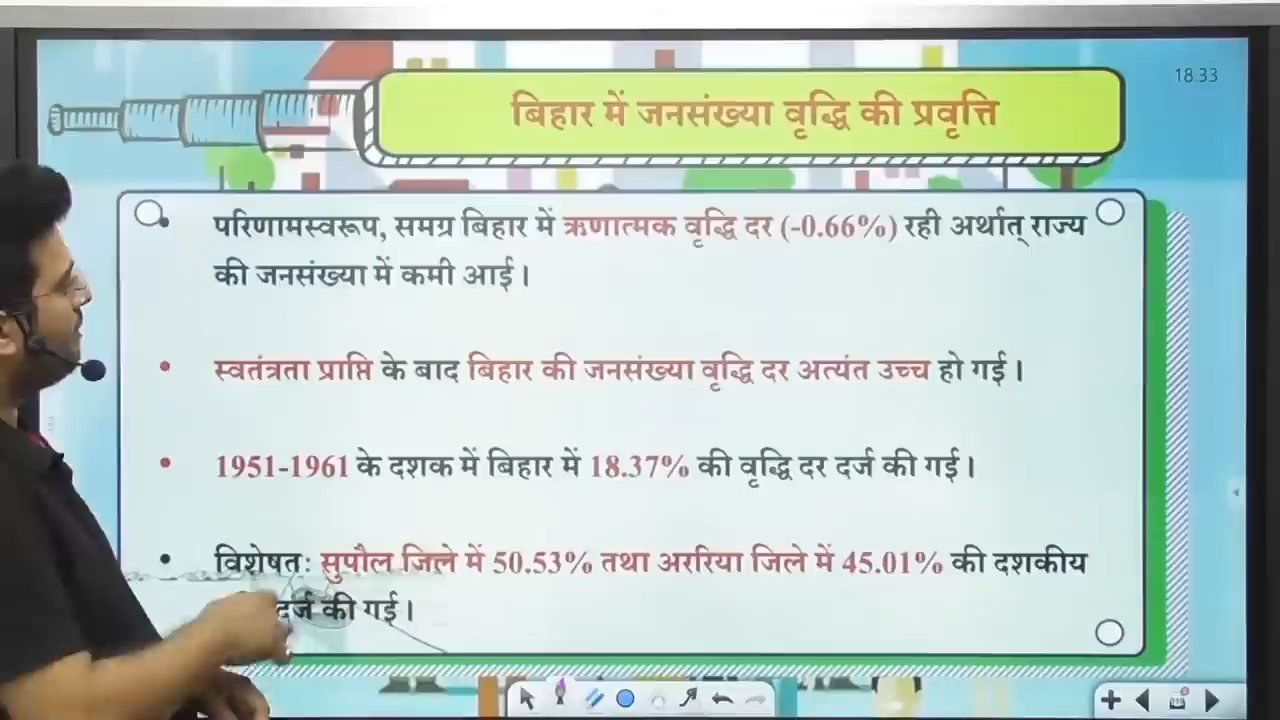 18.33
बिहार में जनसंख्या वृद्धि की प्रवृत्ति
परिणामस्वरूप, समग्र बिहार में ऋणात्मक वृद्धि दर (-0.66%) रही अर्थात् राज्य
की जनसंख्या में कमी आई।
स्वतंत्रता प्राप्ति के बाद बिहार की जनसंख्या वृद्धि दर अत्यंत उच्च हो गई।
1951-1961 के दशक में बिहार में 18.37% की वृद्धि दर दर्ज की गई।
विशेषत: सुपौल जिले में 50.53% तथा अररिया जिले में 45.01% की दशकीय
दर्ज की गई।